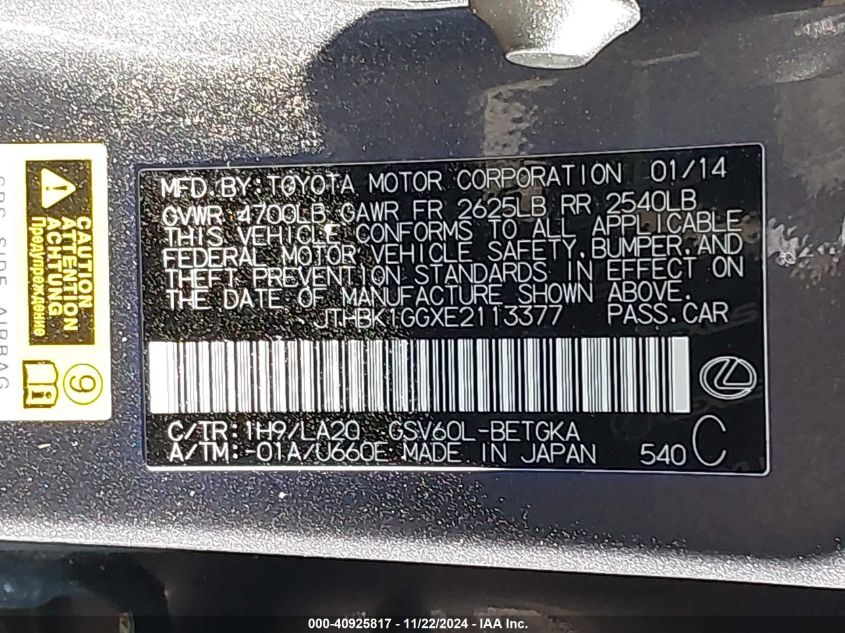 MFD.BY:TOYOTA MOTOR CORPORATION 01/14
GVWR 4700LB GAWR FR 2625LB RR 2540LB
THIS VEHICLE CONFORMS TO ALL APPLICABLE
FEDERAL MOTOR VEHICLE SAFETY,BUMPER,AND
THEFT PREVENTION STANDARDS IN EFFECT ON
THE DATE OF MANUFACTURE SHOWN ABOVE.
JTHBK1GGXE2113377 PASS.CAR
C/TR:1H9/LA20 GSV60L-BETGKA
A/TM:-01A/U660E MADE IN JAPAN 540 C
CAUTION
ATTENTION
ACHTUNG
Предупреждение
SRS SIDE AIRBAG
9
000-40925817 - 11/22/2024 - IAA Inc.